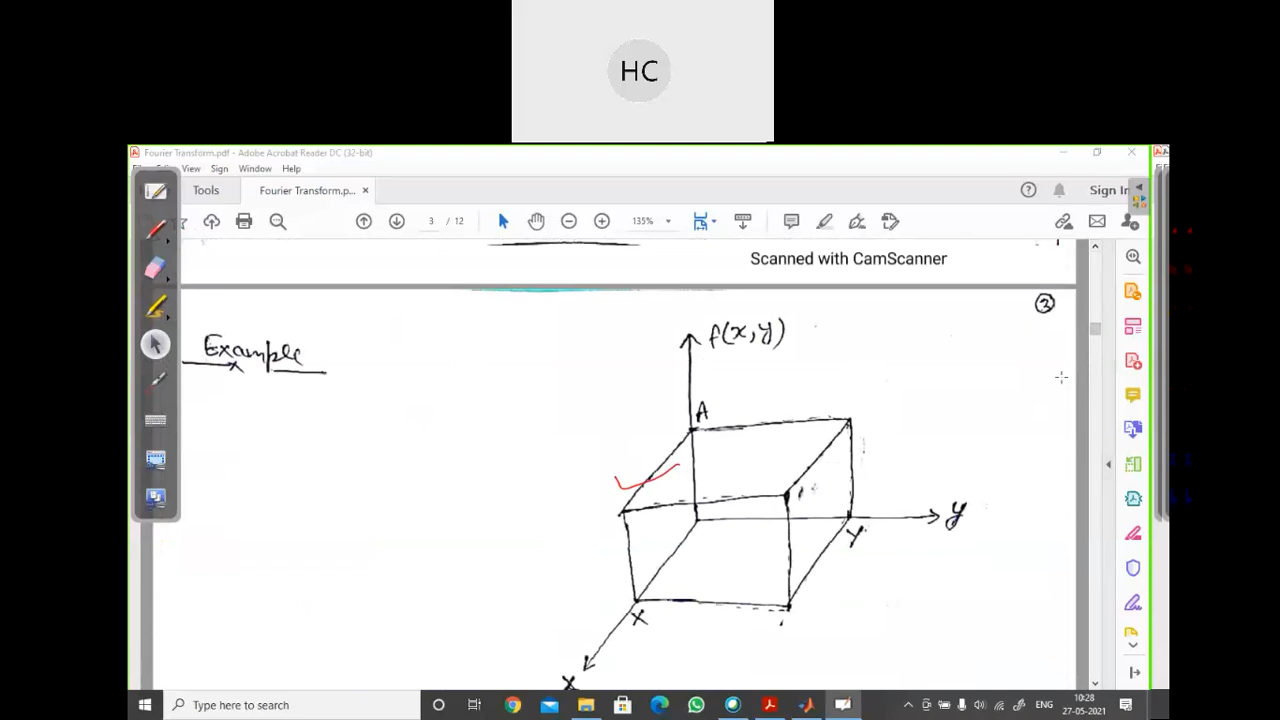 HC
Fourier Transform.pdf - Adobe Acrobat Reader DC (32-bit)
View Sign Window Help
Tools Fourier Transform.p... × Sign In
3 / 12 135%
Scanned with CamScanner
③
Example
f(x,y)
A
y
Y
X
x
Type here to search
ENG
10:28
27-05-2021